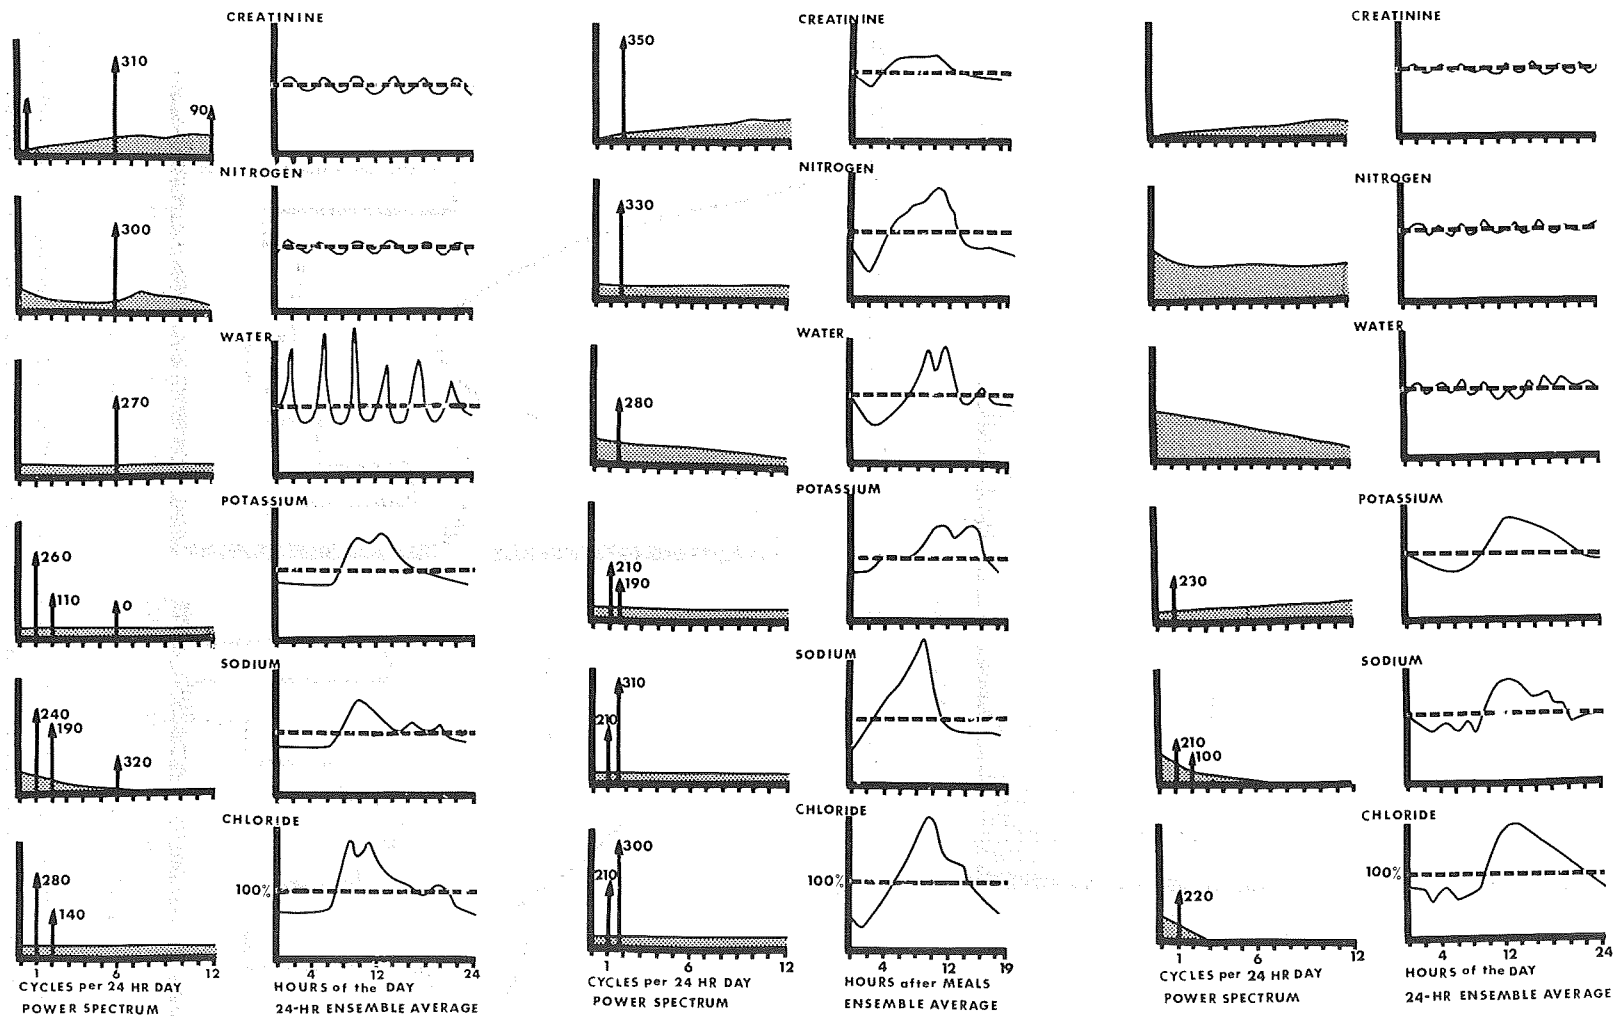 CREATININE
310
90
NITROGEN
300
WATER
270
POTASSIUM
260
110
0
SODIUM
240
190
320
CHLORIDE
280
140
100%
1 6 12
4 12 24
CYCLES per 24 HR DAY
POWER SPECTRUM
HOURS of the DAY
24-HR ENSEMBLE AVERAGE
CREATININE
350
NITROGEN
330
WATER
280
POTASSIUM
210
190
SODIUM
310
210
CHLORIDE
300
210
100%
1 6 12
4 12 19
CYCLES per 24 HR DAY
POWER SPECTRUM
HOURS after MEALS
ENSEMBLE AVERAGE
CREATININE
NITROGEN
WATER
POTASSIUM
230
SODIUM
210
100
CHLORIDE
220
100%
1 6 12
4 12 24
CYCLES per 24 HR DAY
POWER SPECTRUM
HOURS of the DAY
24-HR ENSEMBLE AVERAGE